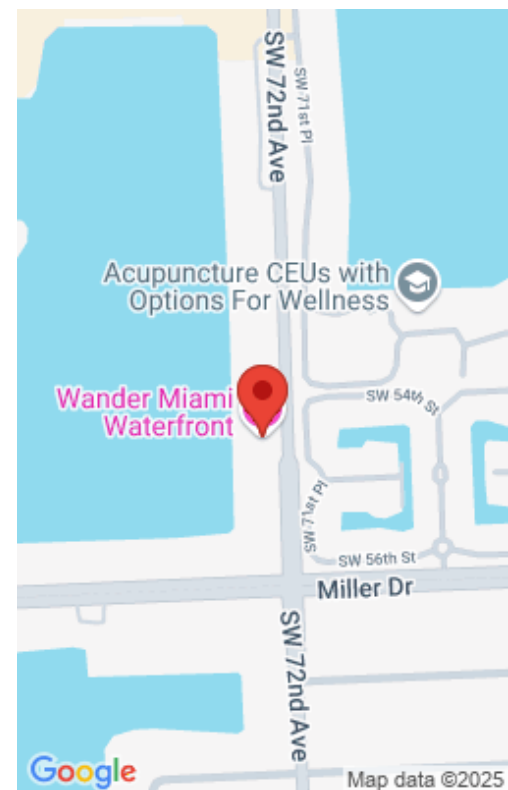 SW 72nd Ave
SW 71st Pl
Acupuncture CEUs with
Options For Wellness
Wander Miami
Waterfront
SW 54th St
SW 71st Pl
SW 56th St
Miller Dr
SW 72nd Ave
Google
Map data ©2025